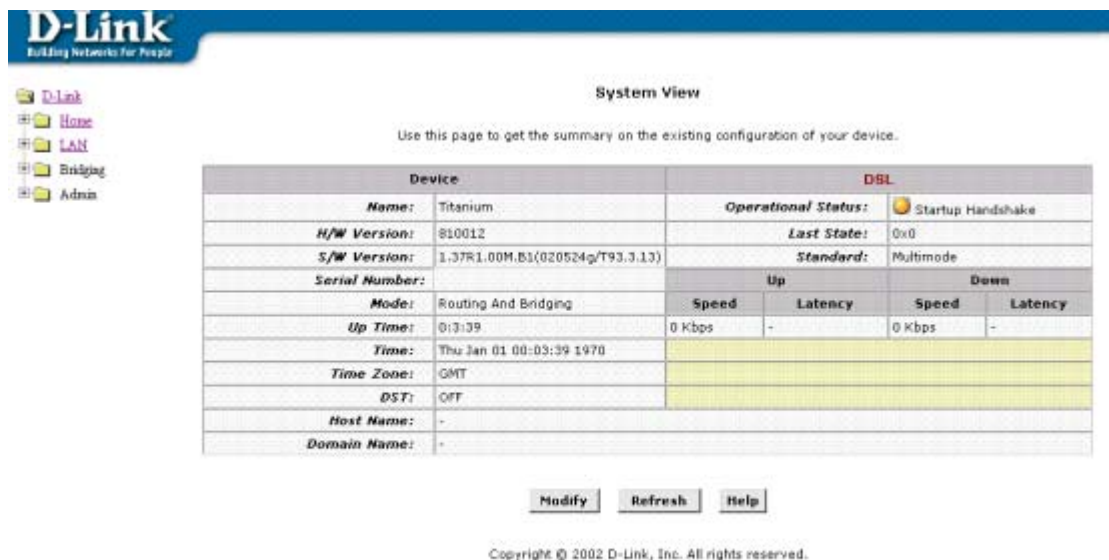 D-Link
Building Networks for People
D-Link
Home
LAN
Bridging
Admin
System View
Use this page to get the summary on the existing configuration of your device.
Device DSL
Name: Titanium Operational Status: Startup Handshake
H/W Version: 810012 Last State: 0x0
S/W Version: 1.37R1.00M.B1(020524g/T93.3.13) Standard: Multimode
Serial Number: Up Down
Mode: Routing And Bridging Speed Latency Speed Latency
Up Time: 0:3:39 0 Kbps - 0 Kbps -
Time: Thu Jan 01 00:03:39 1970
Time Zone: GMT
DST: OFF
Host Name: -
Domain Name: -
Modify Refresh Help
Copyright © 2002 D-Link, Inc. All rights reserved.